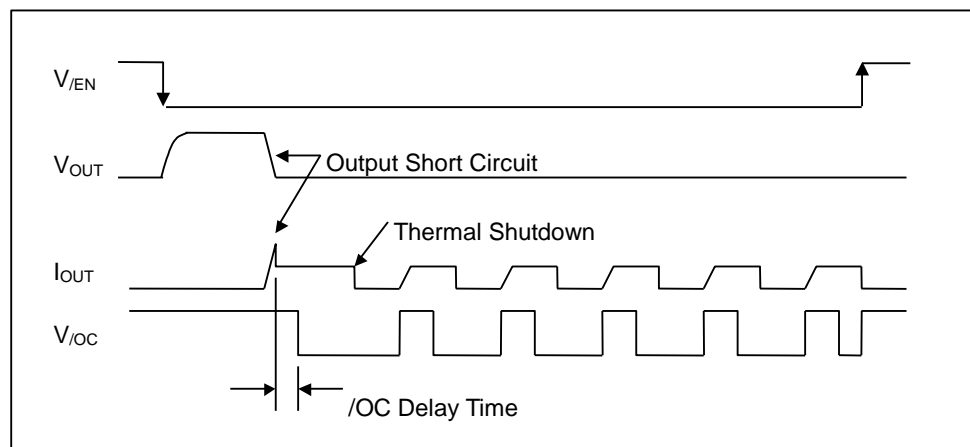 V/EN
VOUT
Output Short Circuit
Thermal Shutdown
IOUT
V/OC
/OC Delay Time